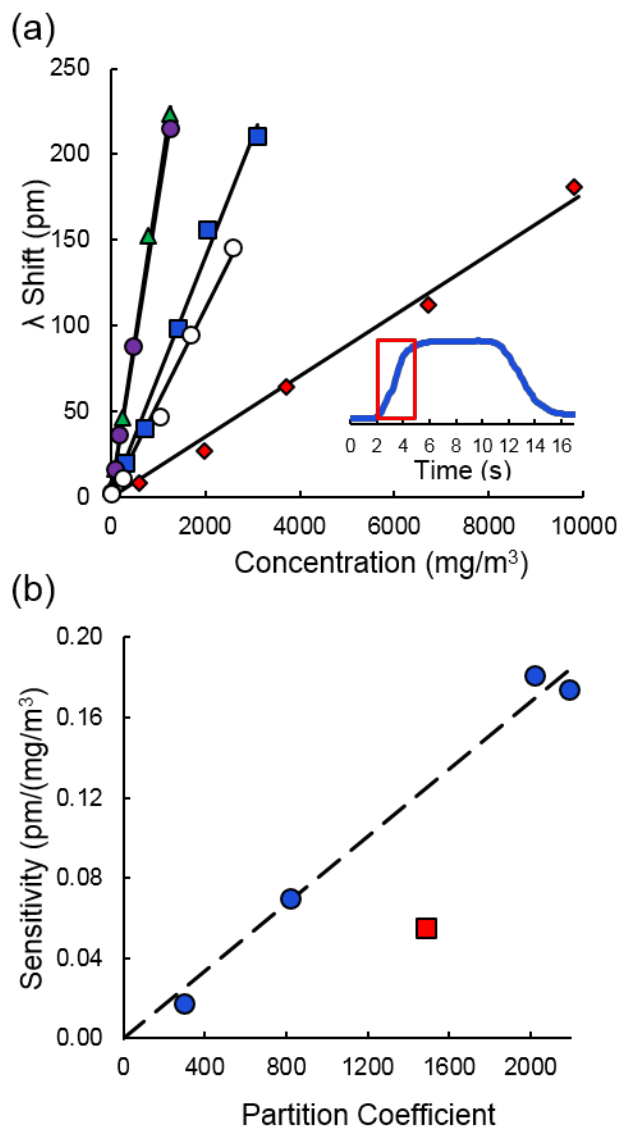 (a)
250
200
150
100
50
0
λ Shift (pm)
0 2 4 6 8 10 12 14 16
Time (s)
0 2000 4000 6000 8000 10000
Concentration (mg/m³)
(b)
0.20
0.16
0.12
0.08
0.04
0.00
Sensitivity (pm/(mg/m³)
0 400 800 1200 1600 2000
Partition Coefficient